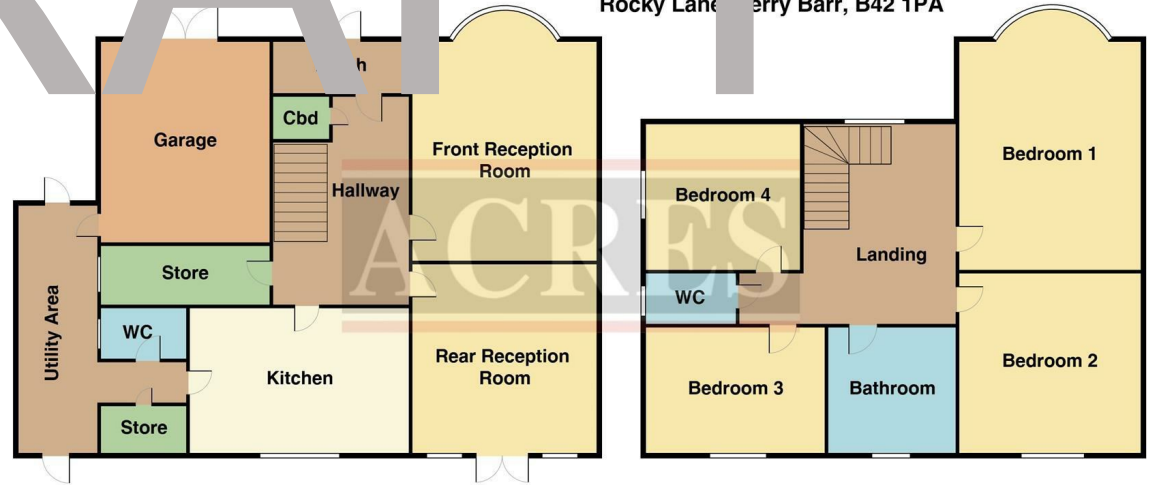 Rocky Lane, Perry Barr, B42 1PA
Garage
Cbd
Hallway
Front Reception
Room
Store
WC
Utility Area
Kitchen
Rear Reception
Room
Store
Bedroom 4
Bedroom 1
Landing
WC
Bedroom 3
Bathroom
Bedroom 2
ACRES